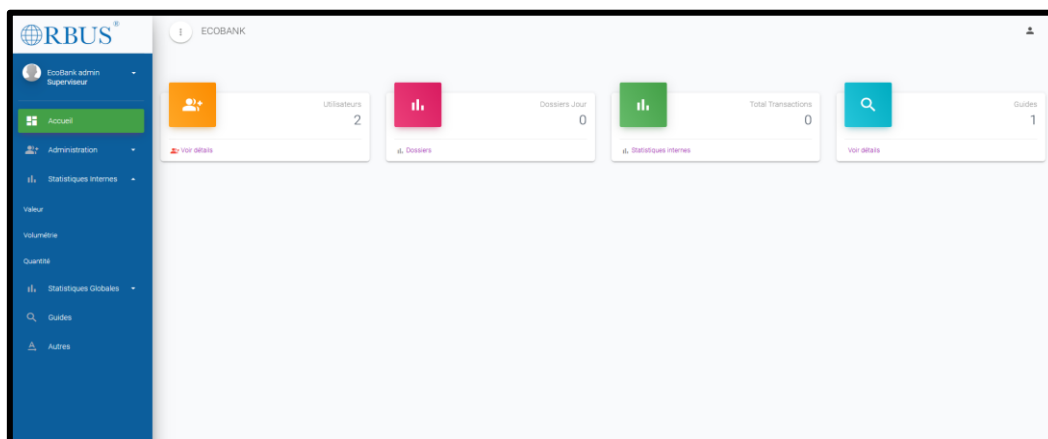 ORBUS®
EcoBank admin
Superviseur
Accueil
Administration
Statistiques Internes
Valeur
Volumétrie
Quantité
Statistiques Globales
Guides
Autres
ECOBANK
Utilisateurs
2
Voir détails
Dossiers Jour
0
Dossiers
Total Transactions
0
Statistiques internes
Guides
1
Voir détails